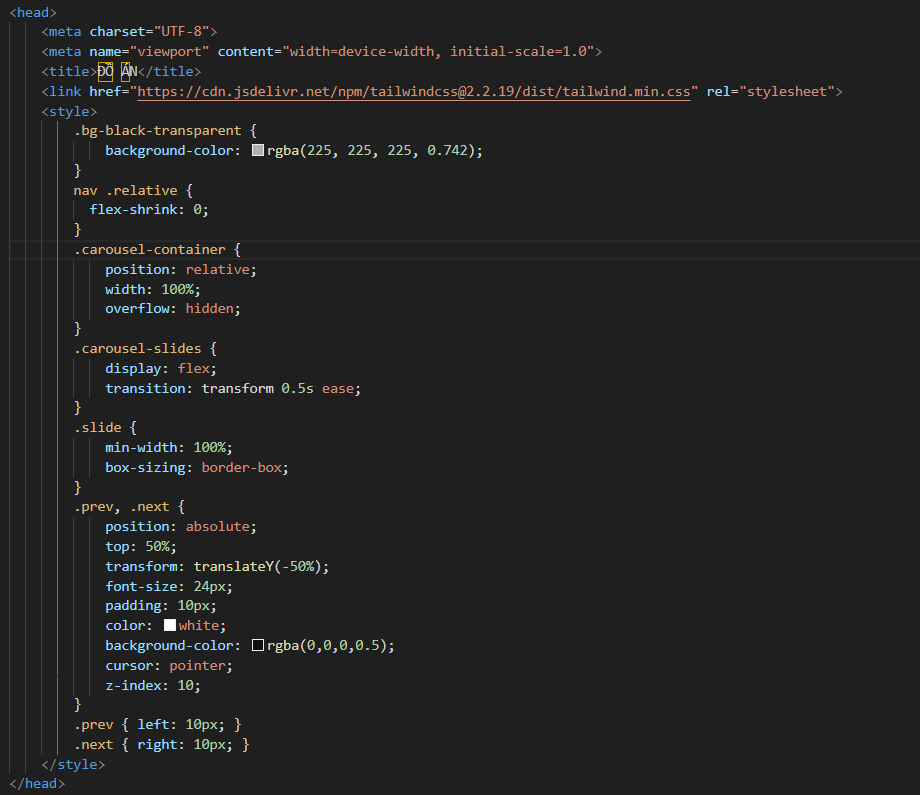 <head>
<meta charset="UTF-8">
<meta name="viewport" content="width=device-width, initial-scale=1.0">
<title>ĐỒ ÁN</title>
<link href="https://cdn.jsdelivr.net/npm/tailwindcss@2.2.19/dist/tailwind.min.css" rel="stylesheet">
<style>
.bg-black-transparent {
background-color: rgba(225, 225, 225, 0.742);
}
nav .relative {
flex-shrink: 0;
}
.carousel-container {
position: relative;
width: 100%;
overflow: hidden;
}
.carousel-slides {
display: flex;
transition: transform 0.5s ease;
}
.slide {
min-width: 100%;
box-sizing: border-box;
}
.prev, .next {
position: absolute;
top: 50%;
transform: translateY(-50%);
font-size: 24px;
padding: 10px;
color: white;
background-color: rgba(0,0,0,0.5);
cursor: pointer;
z-index: 10;
}
.prev { left: 10px; }
.next { right: 10px; }
</style>
</head>